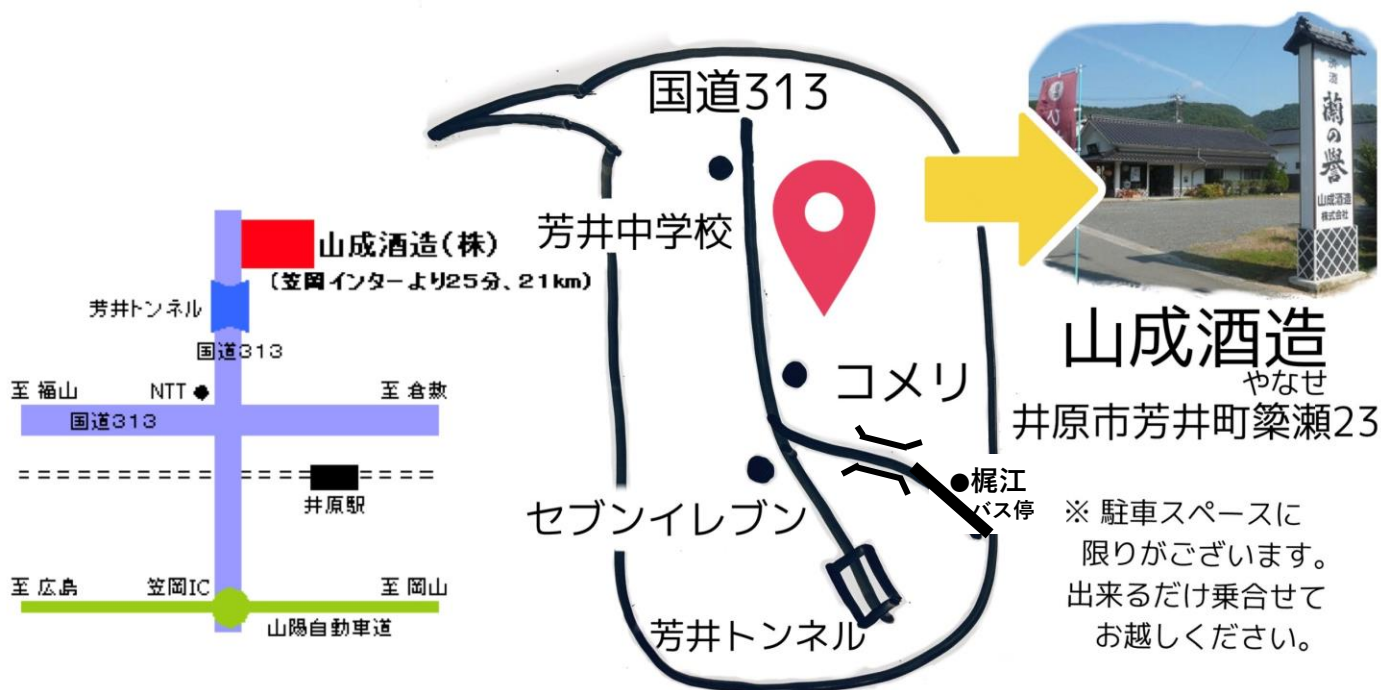 山成酒造(株)
(笠岡インターより25分、21km)
芳井トンネル
国道313
至 福山
NTT
至 倉敷
国道313
井原駅
至 広島
笠岡IC
至 岡山
山陽自動車道
国道313
芳井中学校
コメリ
梶江
バス停
セブンイレブン
芳井トンネル
清酒
蘭の誉
山成酒造
株式会社
山成酒造
やなせ
井原市芳井町簗瀬23
※ 駐車スペースに
限りがございます。
出来るだけ乗合せて
お越しください。